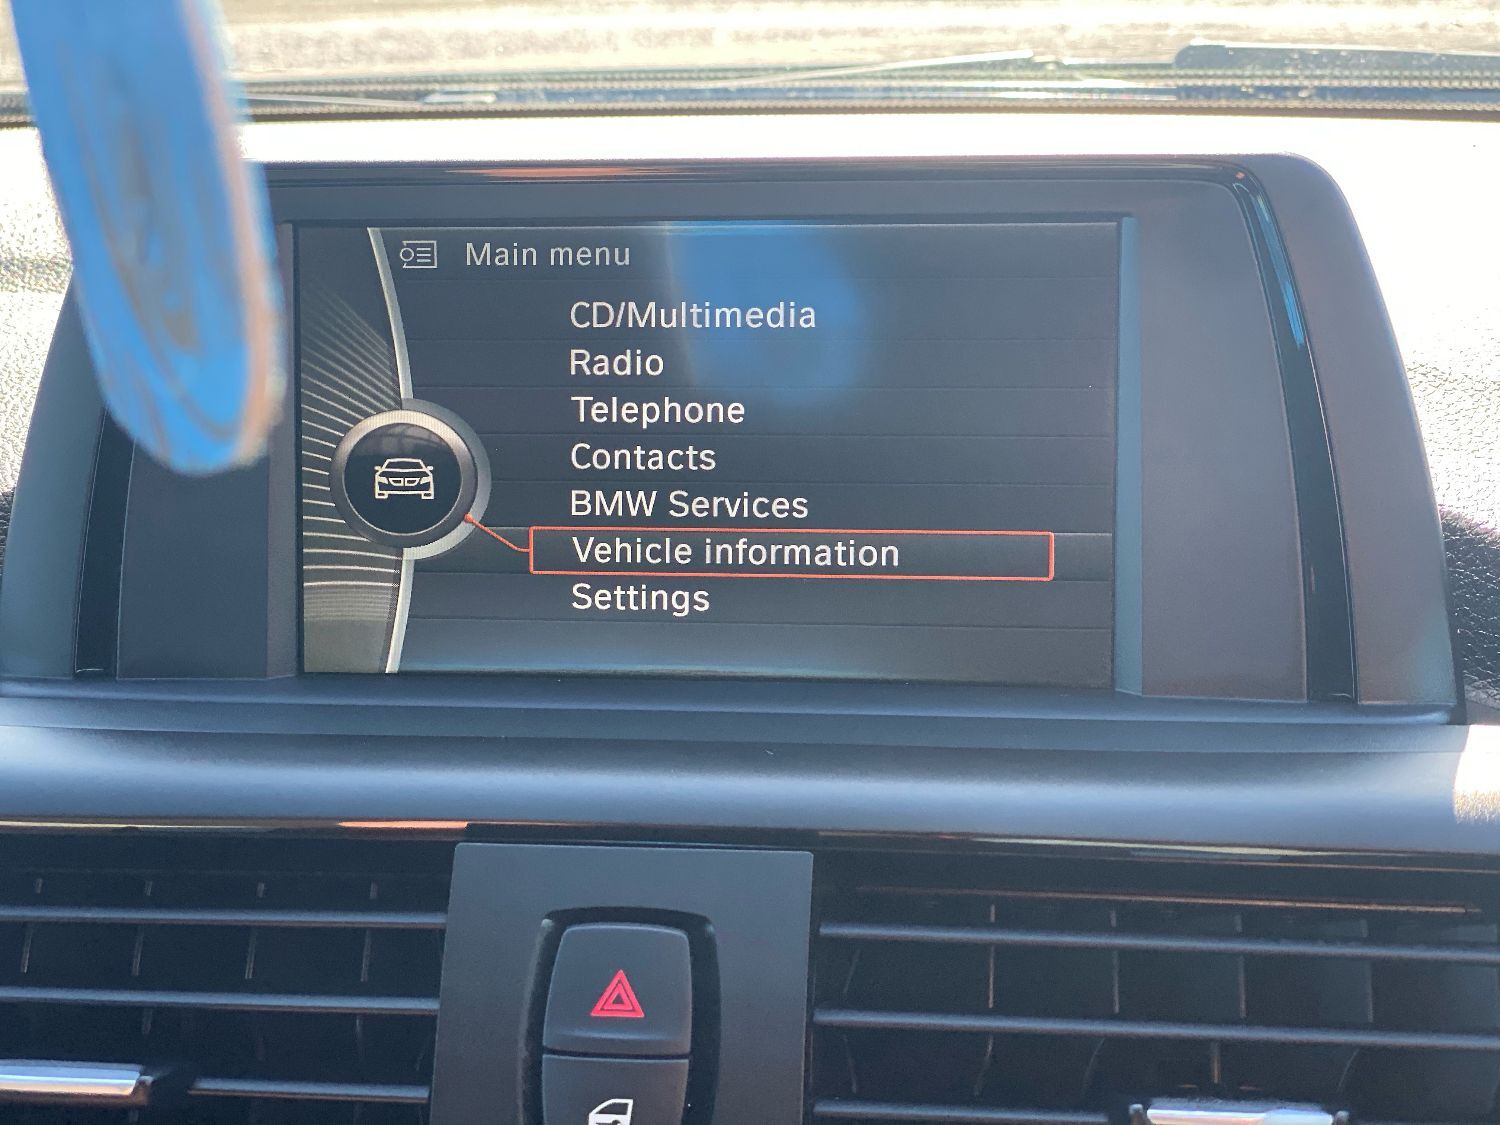 Main menu
CD/Multimedia
Radio
Telephone
Contacts
BMW Services
Vehicle information
Settings